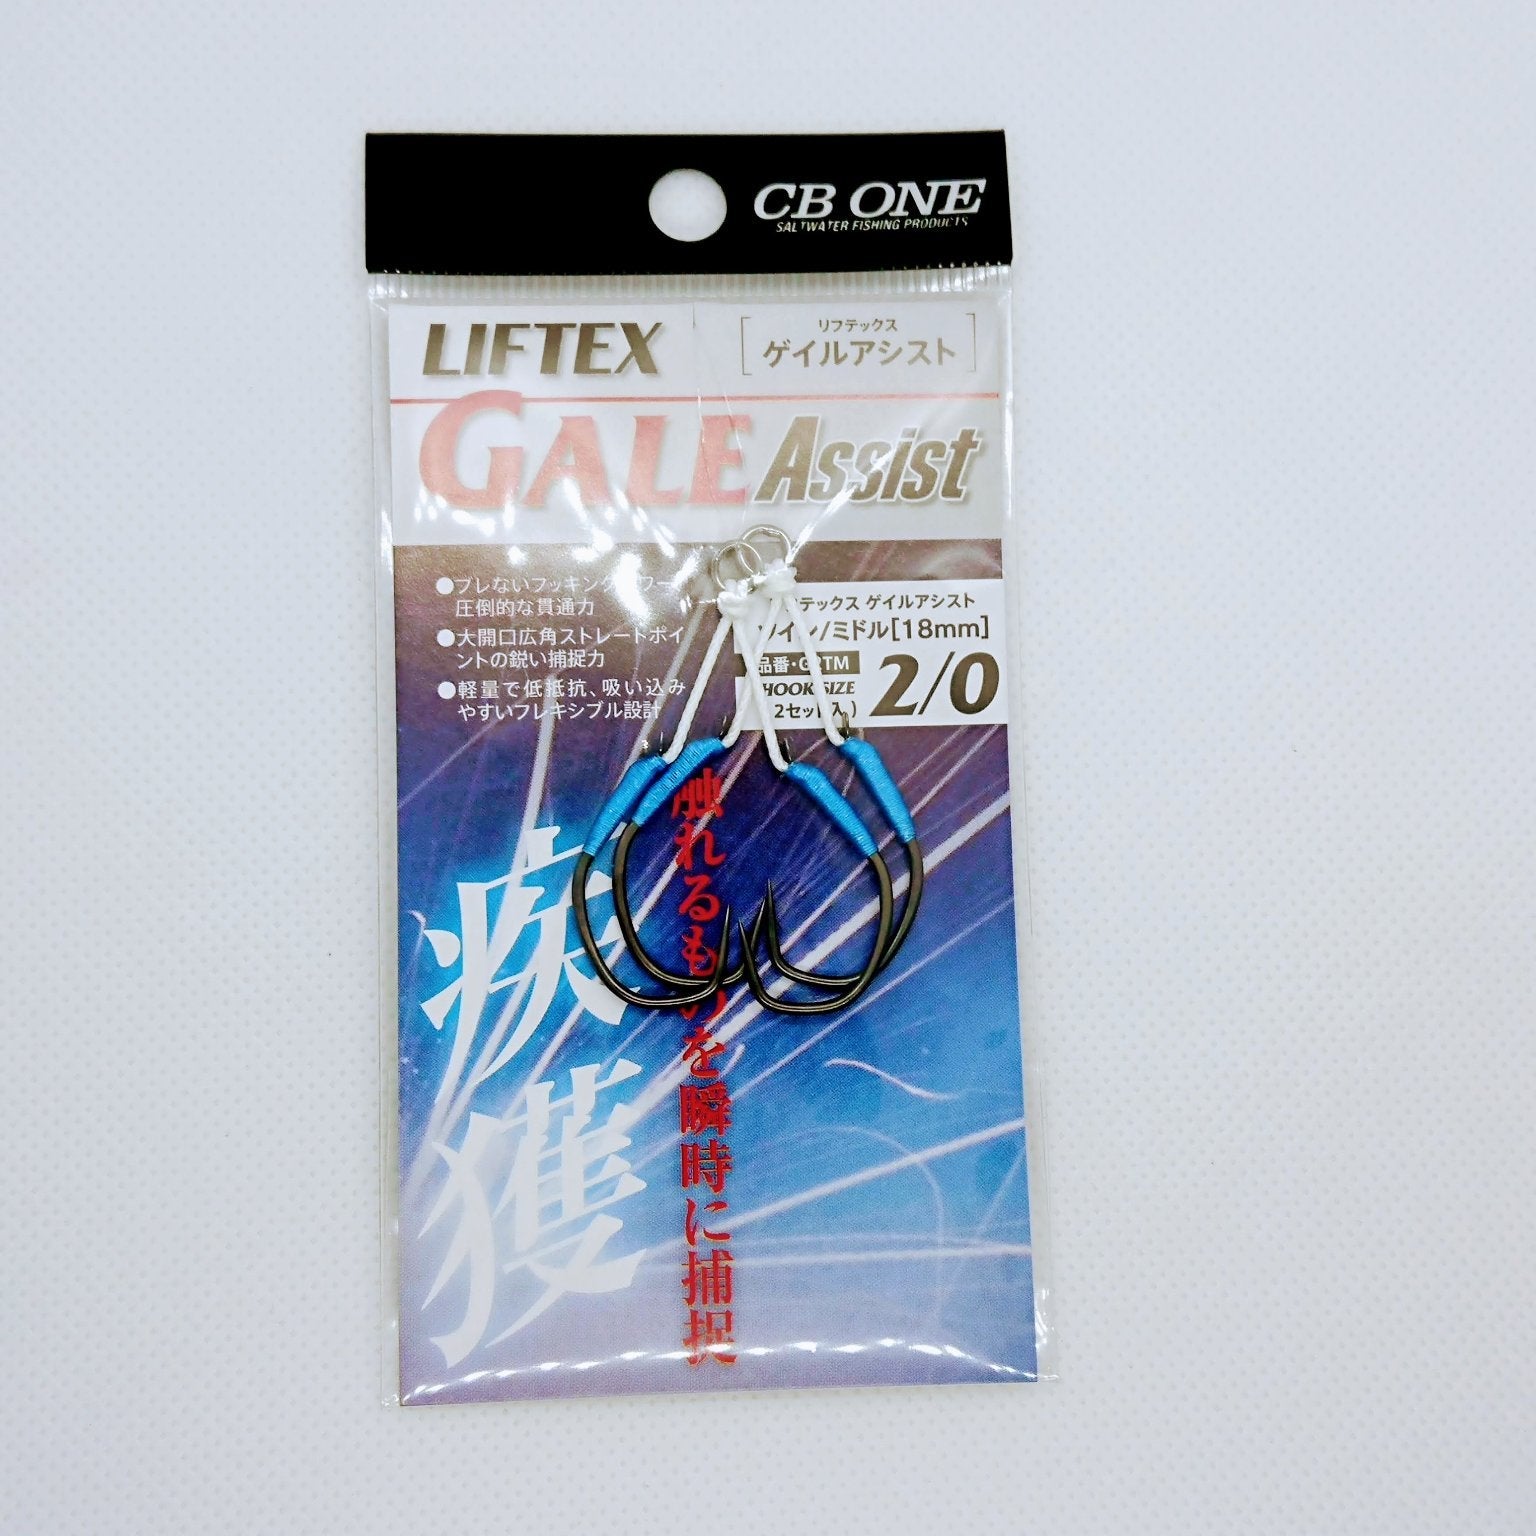 CB ONE
SALTWATER FISHING PRODUCTS
LIFTEX
リフテックス
ゲイルアシスト
GALE Assist
●ブレないフッキング
圧倒的な貫通力
●大開口広角ストレートポイ
ントの鋭い捕捉力
●軽量で低抵抗、吸い込み
やすいフレキシブル設計
テックス ゲイルアシスト
/ミドル[18mm]
品番・
HOOK SIZE
2/0
疾獲
触れるも を瞬時に捕捉